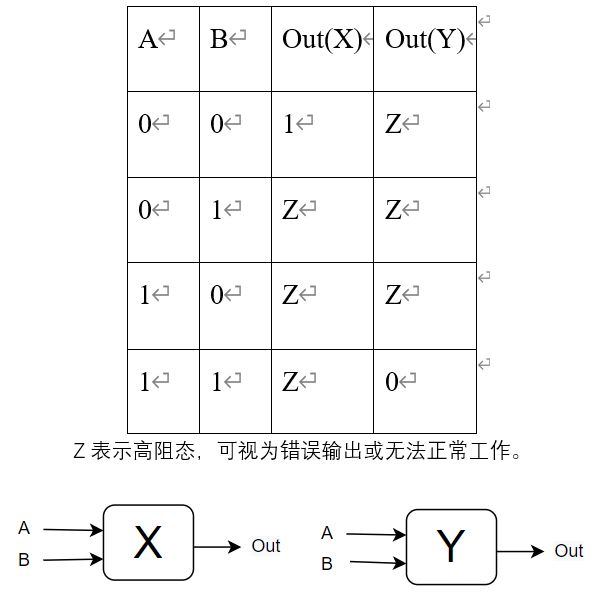 A↵ B↵ Out(X)↵ Out(Y)↵
0↵ 0↵ 1↵ Z↵
0↵ 1↵ Z↵ Z↵
1↵ 0↵ Z↵ Z↵
1↵ 1↵ Z↵ 0↵
Z 表示高阻态，可视为错误输出或无法正常工作。
A
B
X
Out
A
B
Y
Out